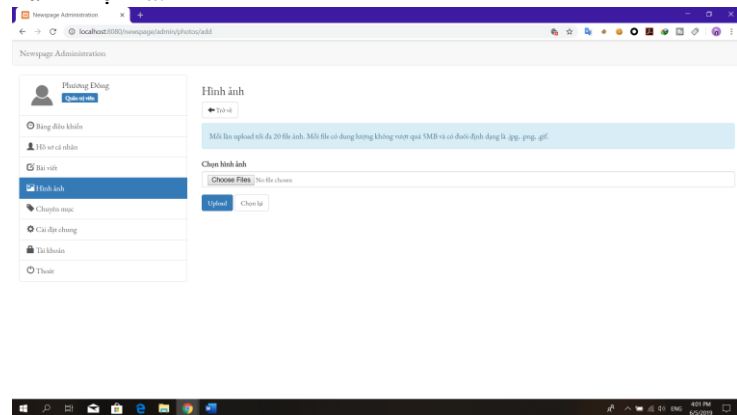 Newspage Administration
localhost:8080/newspage/admin/photos/add
Newspage Administration
Phương Đông
Quản trị viên
Bảng điều khiển
Hồ sơ cá nhân
Bài viết
Hình ảnh
Chuyên mục
Cài đặt chung
Tài khoản
Thoát
Hình ảnh
Trở về
Mỗi lần upload tối đa 20 file ảnh. Mỗi file có dung lượng không vượt quá 5MB và có đuôi định dạng là .jpg, .png, .gif.
Chọn hình ảnh
Choose Files No file chosen
Upload Chọn lại
ENG
4:01 PM
6/5/2019